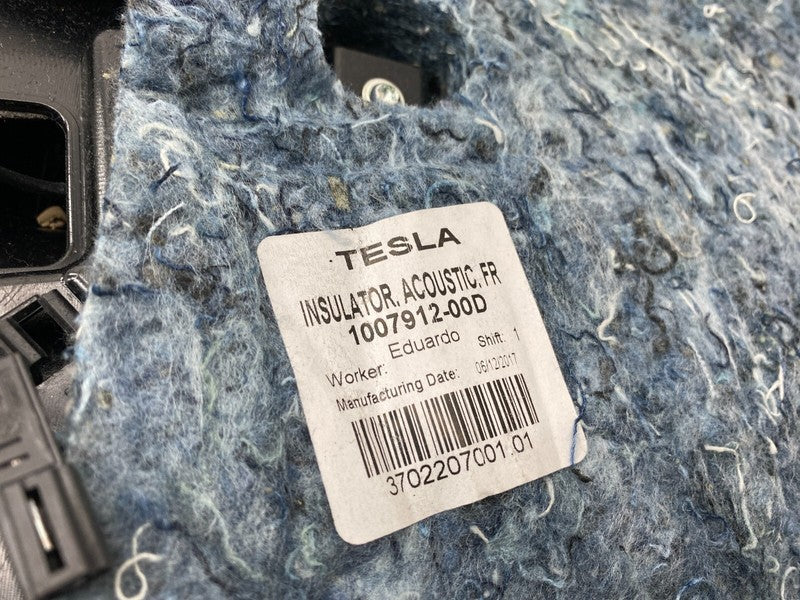 TESLA
INSULATOR. ACOUSTIC. FR
1007912-00D
Worker: Eduardo Shift: 1
Manufacturing Date: 06/12/2017
3702207001.01